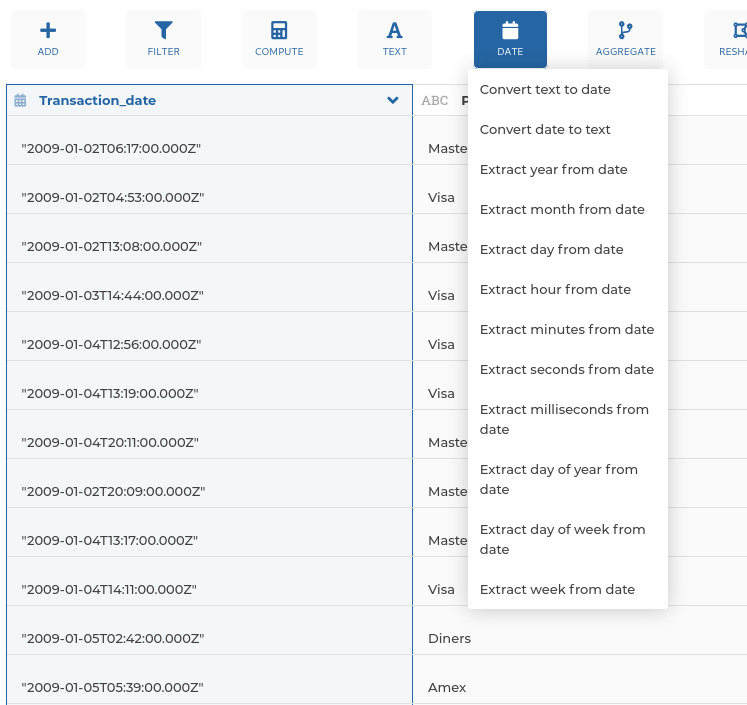 ADD FILTER COMPUTE TEXT DATE AGGREGATE
Transaction_date ABC
Convert text to date
Convert date to text
Extract year from date
Extract month from date
Extract day from date
Extract hour from date
Extract minutes from date
Extract seconds from date
Extract milliseconds from
date
Extract day of year from
date
Extract day of week from
date
Extract week from date
"2009-01-02T06:17:00.000Z"
"2009-01-02T04:53:00.000Z" Visa
"2009-01-02T13:08:00.000Z"
"2009-01-03T14:44:00.000Z" Visa
"2009-01-04T12:56:00.000Z" Visa
"2009-01-04T13:19:00.000Z" Visa
"2009-01-04T20:11:00.000Z"
"2009-01-02T20:09:00.000Z"
"2009-01-04T13:17:00.000Z"
"2009-01-04T14:11:00.000Z" Visa
"2009-01-05T02:42:00.000Z" Diners
"2009-01-05T05:39:00.000Z" Amex